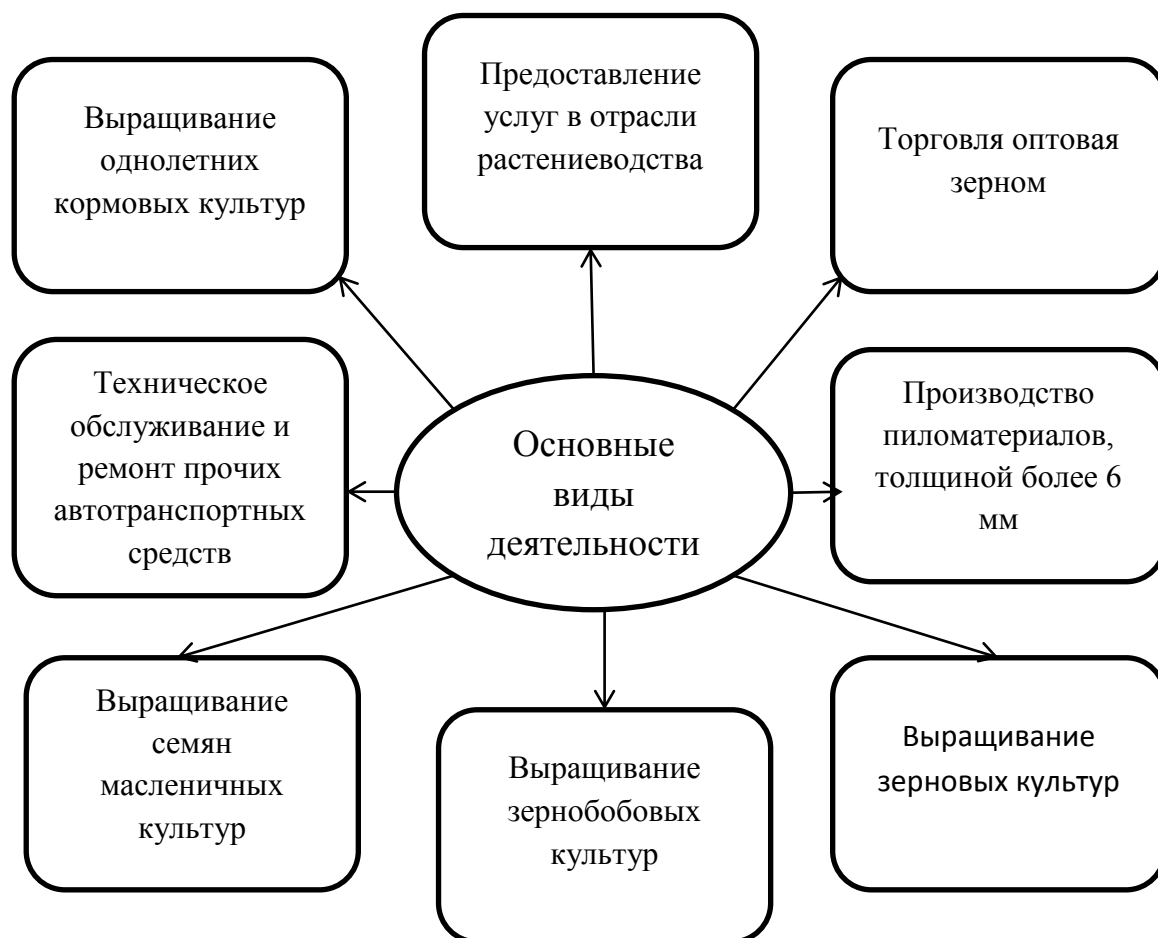 Выращивание
однолетних
кормовых культур
Предоставление
услуг в отрасли
растениеводства
Торговля оптовая
зерном
Техническое
обслуживание и
ремонт прочих
автотранспортных
средств
Основные
виды
деятельности
Производство
пиломатериалов,
толщиной более 6
мм
Выращивание
семян
масленичных
культур
Выращивание
зернобобовых
культур
Выращивание
зерновых культур